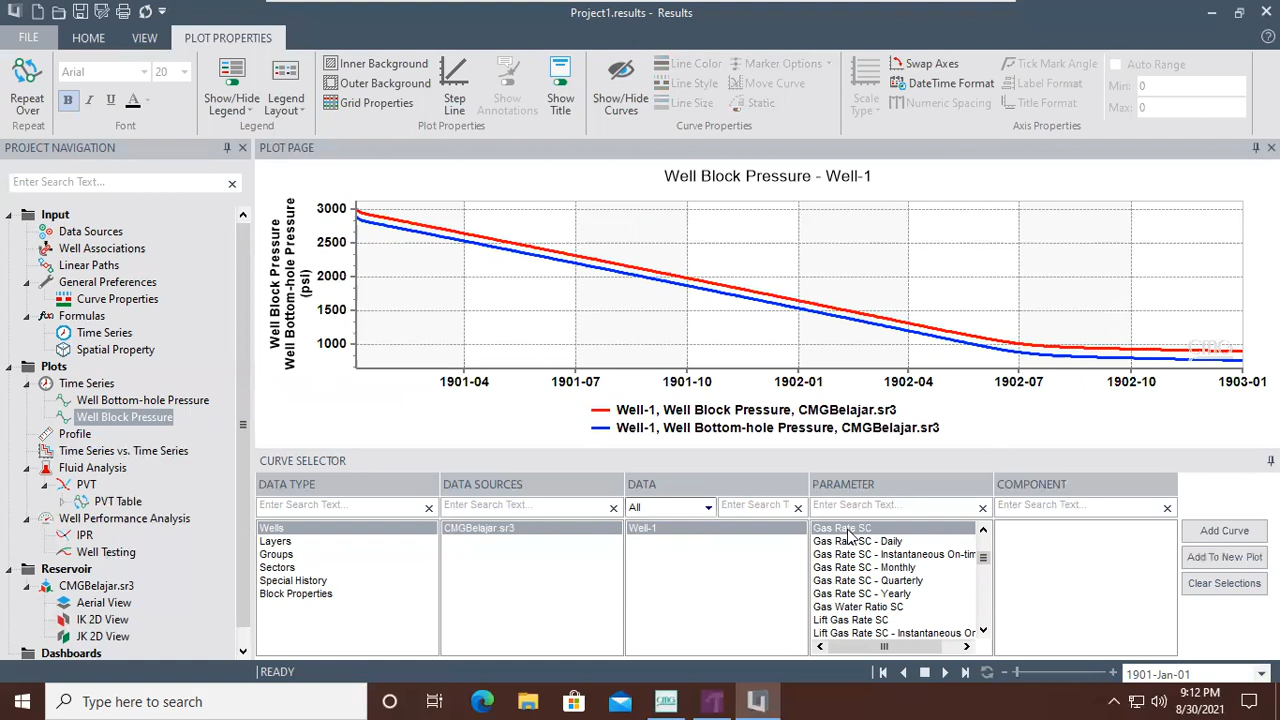 Project1.results - Results
FILE HOME VIEW PLOT PROPERTIES
Repeat Over
Repeat
Arial 20
B I U A
Font
Show/Hide Legend
Legend Layout
Legend
Inner Background
Outer Background
Grid Properties
Step Line
Show Annotations
Show Title
Plot Properties
Show/Hide Curves
Line Color
Line Style
Line Size
Marker Options
Move Curve
Static
Curve Properties
Swap Axes
DateTime Format
Numeric Spacing
Scale Type
Tick Mark Angle
Label Format
Title Format
Auto Range
Min: 0
Max: 0
Axis Properties
PROJECT NAVIGATION
Enter Search Text...
Input
Data Sources
Well Associations
Linear Paths
General Preferences
Curve Properties
Formulas
Time Series
Spatial Property
Plots
Time Series
Well Bottom-hole Pressure
Well Block Pressure
Profile
Time Series vs. Time Series
Fluid Analysis
PVT
PVT Table
Well Performance Analysis
IPR
Well Testing
Reservoir
CMGBelajar.sr3
Aerial View
IK 2D View
JK 2D View
Dashboards
PLOT PAGE
Well Block Pressure - Well-1
Well Block Pressure
Well Bottom-hole Pressure
(psi)
3000
2500
2000
1500
1000
CMG
1901-04 1901-07 1901-10 1902-01 1902-04 1902-07 1902-10 1903-01
Well-1, Well Block Pressure, CMGBelajar.sr3
Well-1, Well Bottom-hole Pressure, CMGBelajar.sr3
CURVE SELECTOR
DATA TYPE DATA SOURCES DATA PARAMETER COMPONENT
Enter Search Text... Enter Search Text... All Enter Search T Enter Search Text... Enter Search Text...
Wells
Layers
Groups
Sectors
Special History
Block Properties
CMGBelajar.sr3
Well-1
Gas Rate SC
Gas Rate SC - Daily
Gas Rate SC - Instantaneous On-tim
Gas Rate SC - Monthly
Gas Rate SC - Quarterly
Gas Rate SC - Yearly
Gas Water Ratio SC
Lift Gas Rate SC
Lift Gas Rate SC - Instantaneous Or
Add Curve
Add To New Plot
Clear Selections
READY
1901-Jan-01
Type here to search
9:12 PM
8/30/2021